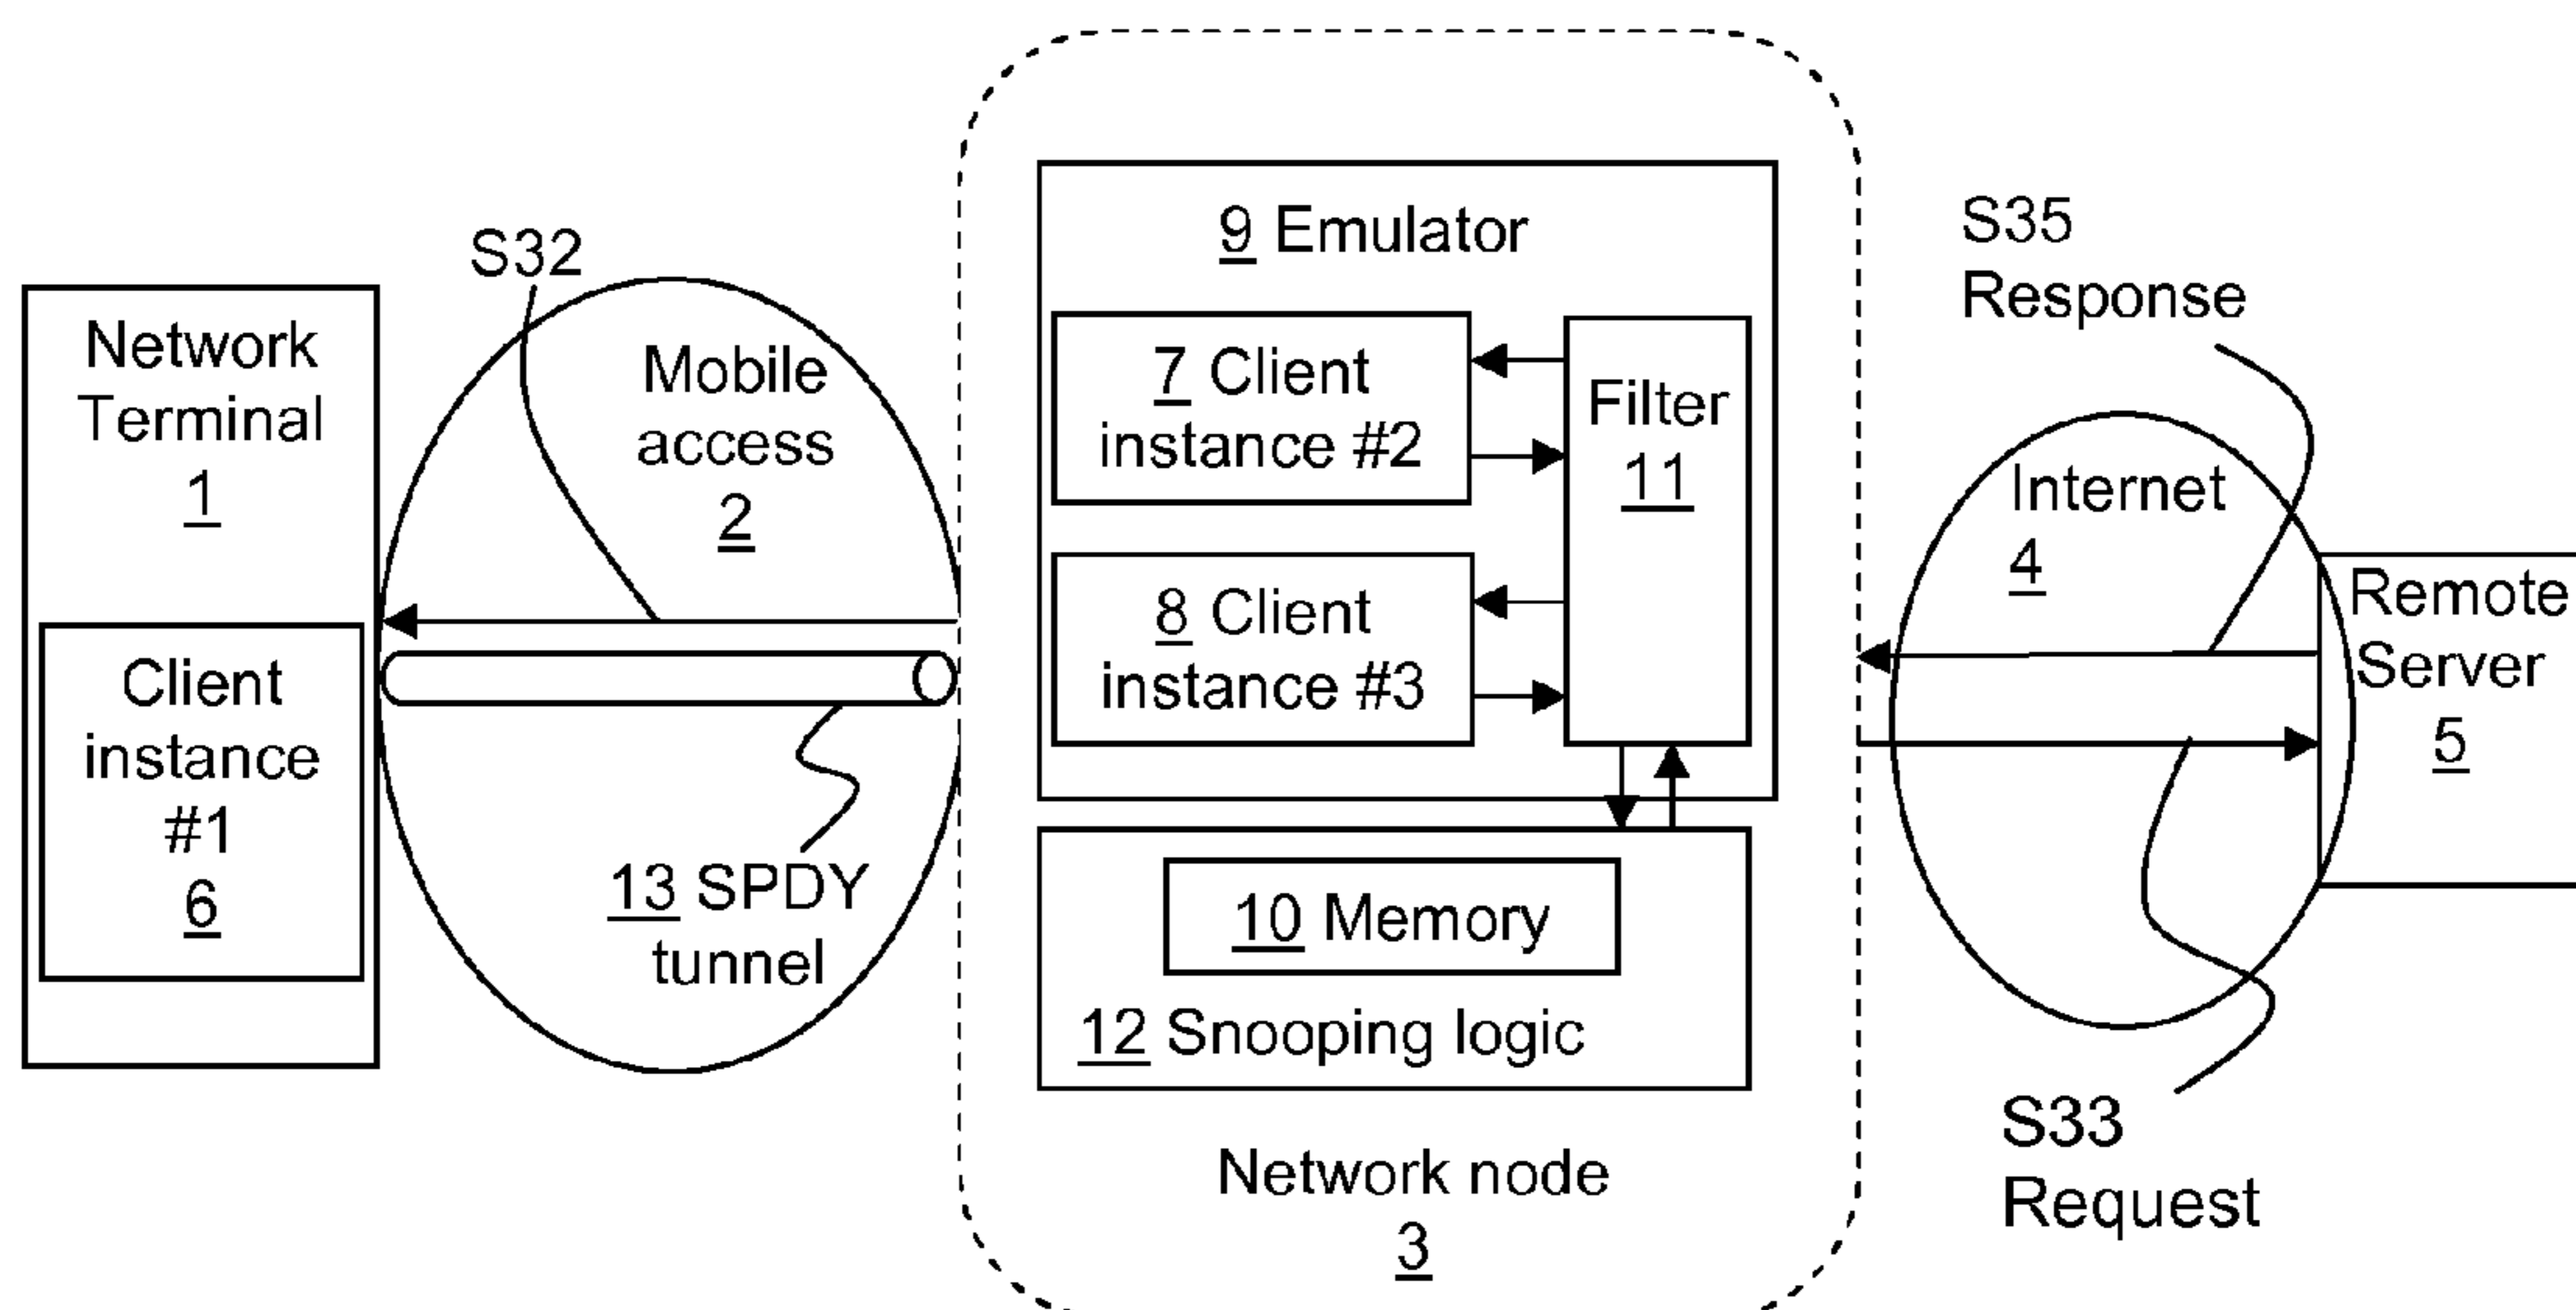 Network
Terminal
1
Client
instance
#1
6
S32
Mobile
access
2
13 SPDY
tunnel
9 Emulator
7 Client
instance #2
8 Client
instance #3
Filter
11
10 Memory
12 Snooping logic
Network node
3
S35
Response
Internet
4
Remote
Server
5
S33
Request